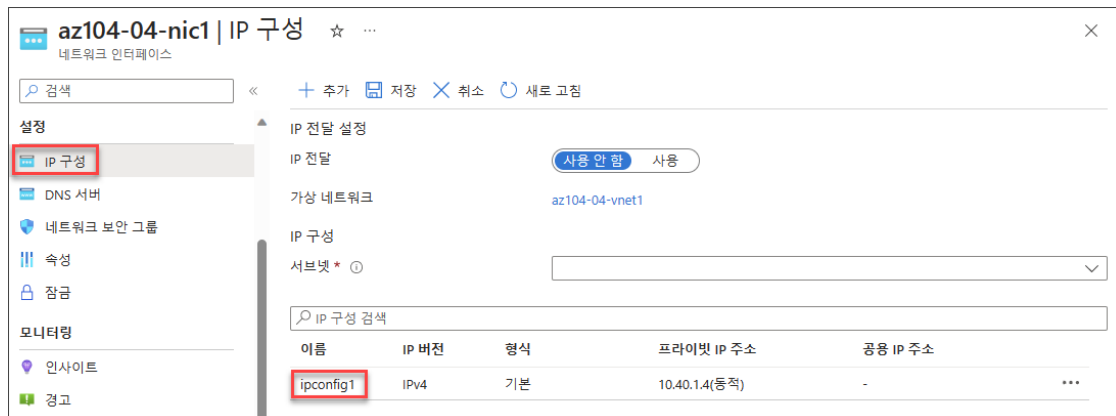 az104-04-nic1 | IP 구성
네트워크 인터페이스
검색
추가 저장 취소 새로 고침
설정
IP 구성
DNS 서버
네트워크 보안 그룹
속성
잠금
모니터링
인사이트
경고
IP 전달 설정
IP 전달 사용 안 함 사용
가상 네트워크 az104-04-vnet1
IP 구성
서브넷 *
IP 구성 검색
이름 IP 버전 형식 프라이빗 IP 주소 공용 IP 주소
ipconfig1 IPv4 기본 10.40.1.4(동적) -